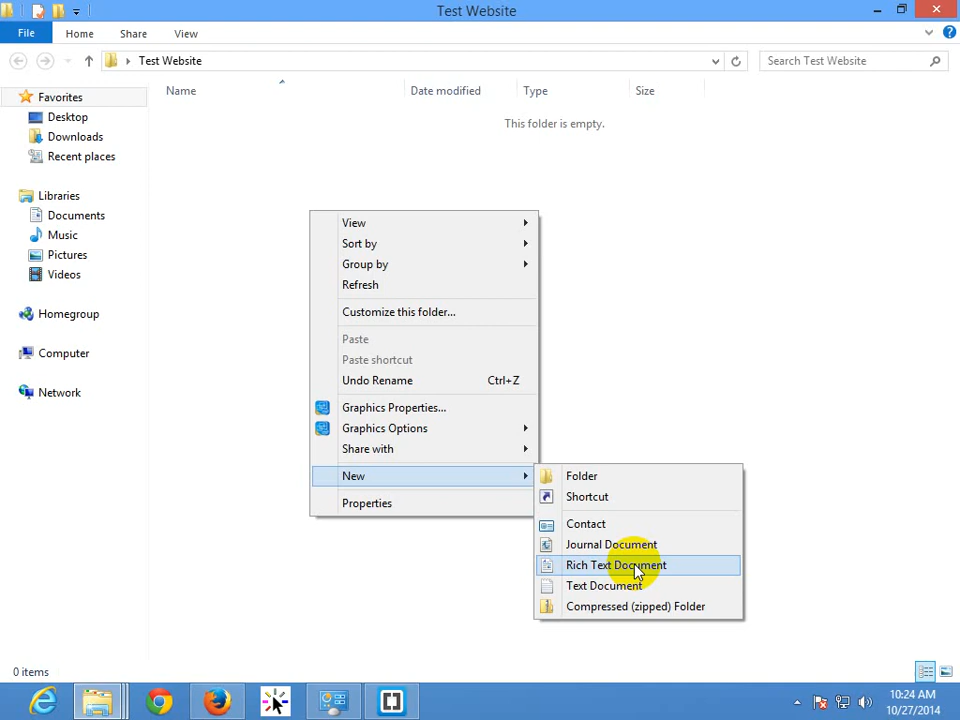 Test Website
File Home Share View
Test Website
Search Test Website
Name Date modified Type Size
This folder is empty.
Favorites
Desktop
Downloads
Recent places
Libraries
Documents
Music
Pictures
Videos
Homegroup
Computer
Network
View
Sort by
Group by
Refresh
Customize this folder...
Paste
Paste shortcut
Undo Rename Ctrl+Z
Graphics Properties...
Graphics Options
Share with
New
Properties
Folder
Shortcut
Contact
Journal Document
Rich Text Document
Text Document
Compressed (zipped) Folder
0 items
10:24 AM
10/27/2014